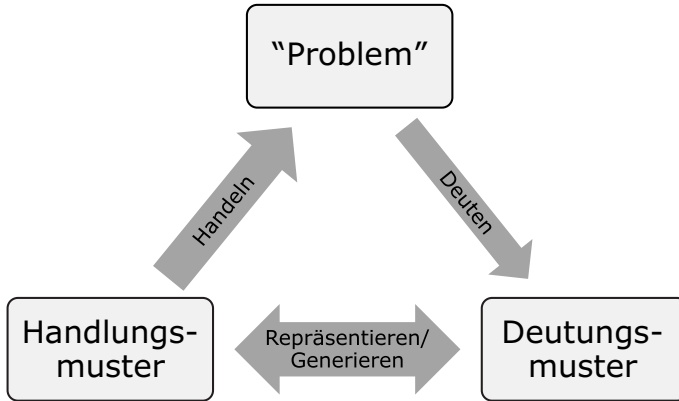 “Problem”
Handeln
Deuten
Handlungs-
muster
Repräsentieren/
Generieren
Deutungs-
muster